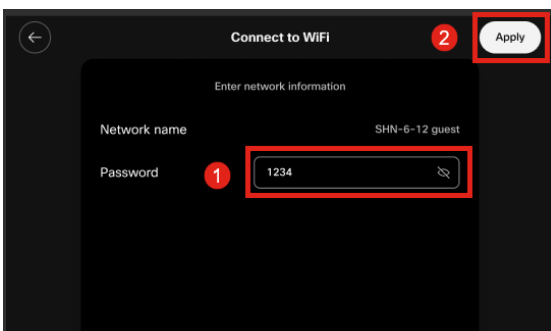 Connect to WiFi
2
Apply
Enter network information
Network name SHN-6-12 guest
Password 1 1234